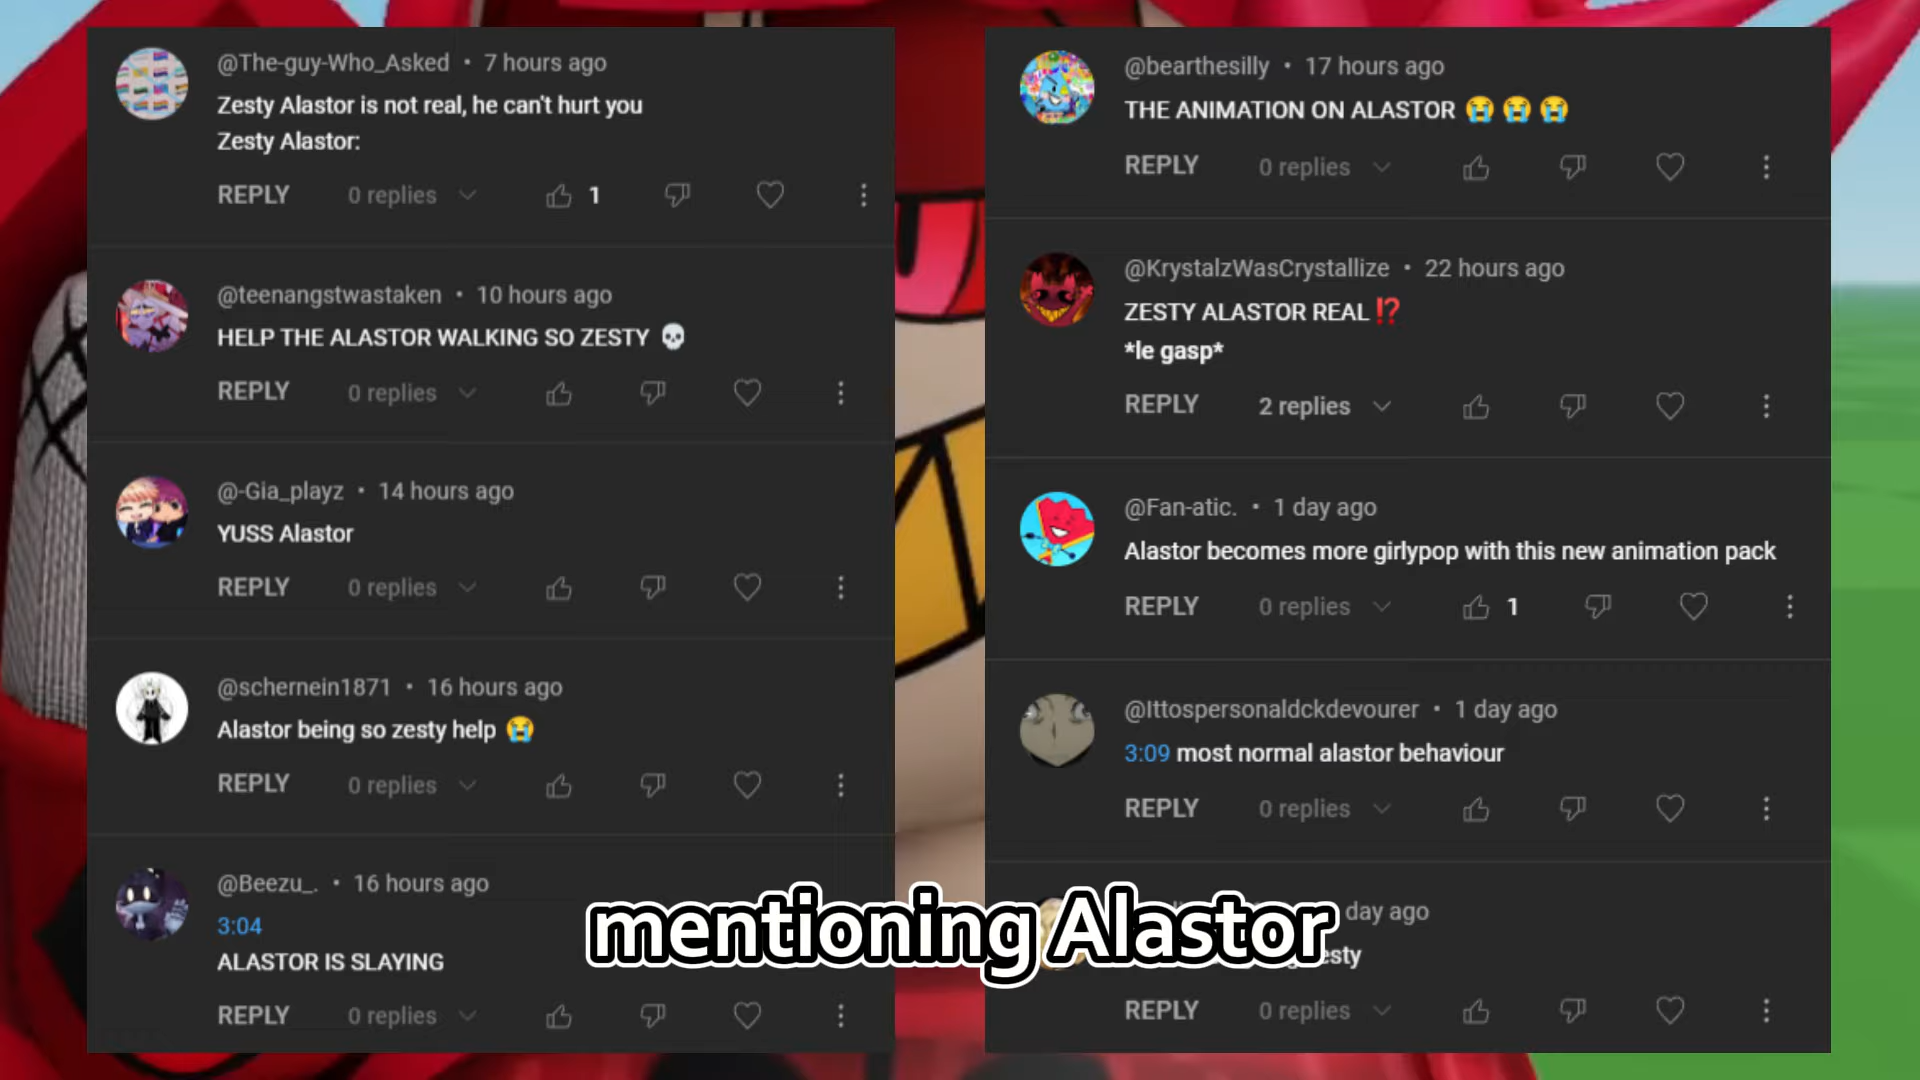 @The-guy-Who_Asked • 7 hours ago
Zesty Alastor is not real, he can't hurt you
Zesty Alastor:
REPLY 0 replies 1
@teenangstwastaken • 10 hours ago
HELP THE ALASTOR WALKING SO ZESTY 💀
REPLY 0 replies
@-Gia_playz • 14 hours ago
YUSS Alastor
REPLY 0 replies
@schernein1871 • 16 hours ago
Alastor being so zesty help 😭
REPLY 0 replies
@Beezu_. • 16 hours ago
3:04
ALASTOR IS SLAYING
REPLY 0 replies
@bearthesilly • 17 hours ago
THE ANIMATION ON ALASTOR 😭😭😭
REPLY 0 replies
@KrystalzWasCrystallize • 22 hours ago
ZESTY ALASTOR REAL⁉️
*le gasp*
REPLY 2 replies
@Fan-atic. • 1 day ago
Alastor becomes more girlypop with this new animation pack
REPLY 0 replies 1
@Ittospersonaldckdevourer • 1 day ago
3:09 most normal alastor behaviour
REPLY 0 replies
day ago
REPLY 0 replies
mentioning Alastor